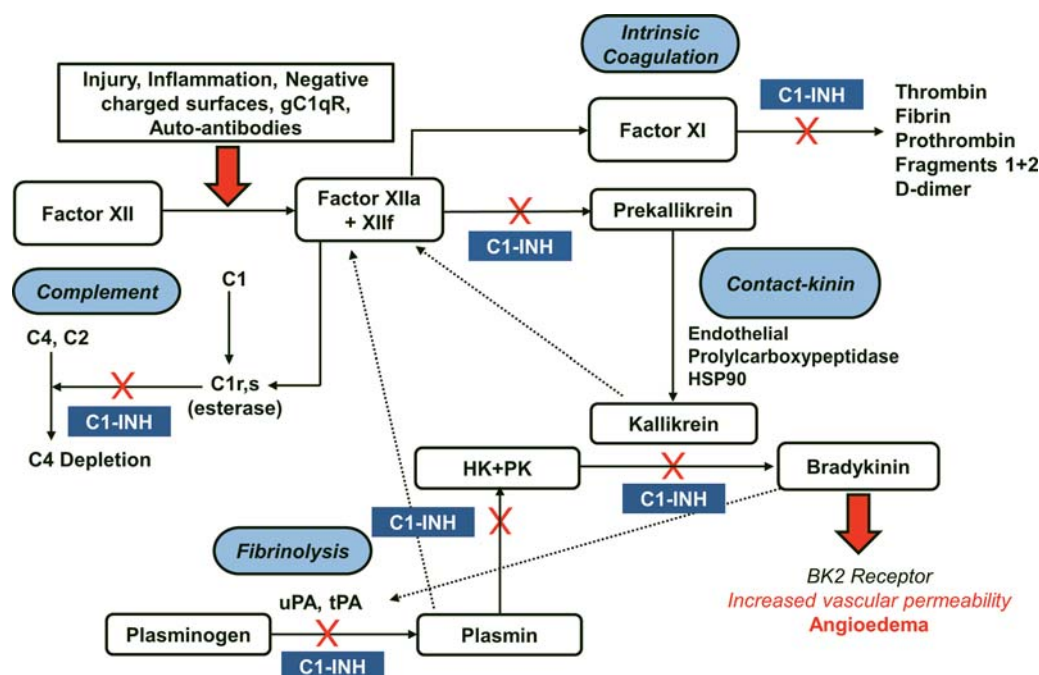 Intrinsic
Coagulation
Injury, Inflammation, Negative
charged surfaces, gC1qR,
Auto-antibodies
C1-INH
Thrombin
Fibrin
Prothrombin
Fragments 1+2
D-dimer
Factor XI
Factor XII
Factor XIIa
+ XIIf
Prekallikrein
C1-INH
Complement
C1
Contact-kinin
C4, C2
Endothelial
Prolylcarboxypeptidase
HSP90
C1r,s
(esterase)
C1-INH
Kallikrein
C4 Depletion
HK+PK
Bradykinin
C1-INH
C1-INH
Fibrinolysis
BK2 Receptor
Increased vascular permeability
Angioedema
uPA, tPA
Plasminogen
Plasmin
C1-INH